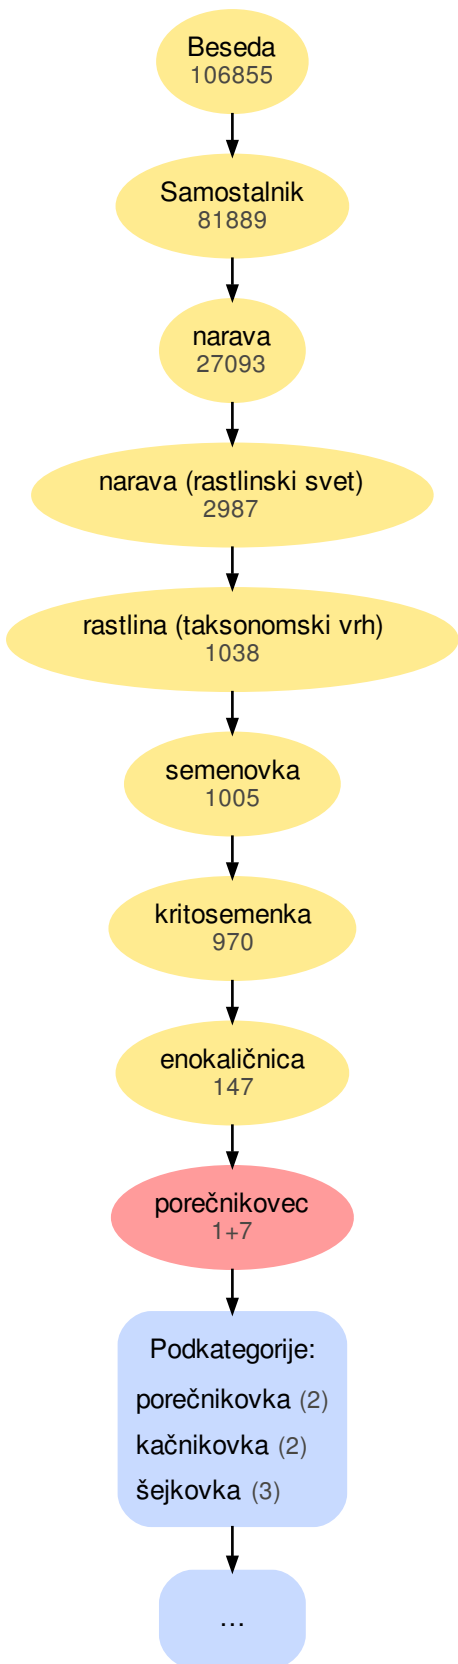 Beseda
106855
Samostalnik
81889
narava
27093
narava (rastlinski svet)
2987
rastlina (taksonomski vrh)
1038
semenovka
1005
kritosemenka
970
enokaličnica
147
porečnikovec
1+7
Podkategorije:
porečnikovka (2)
kačnikovka (2)
šejkovka (3)
...